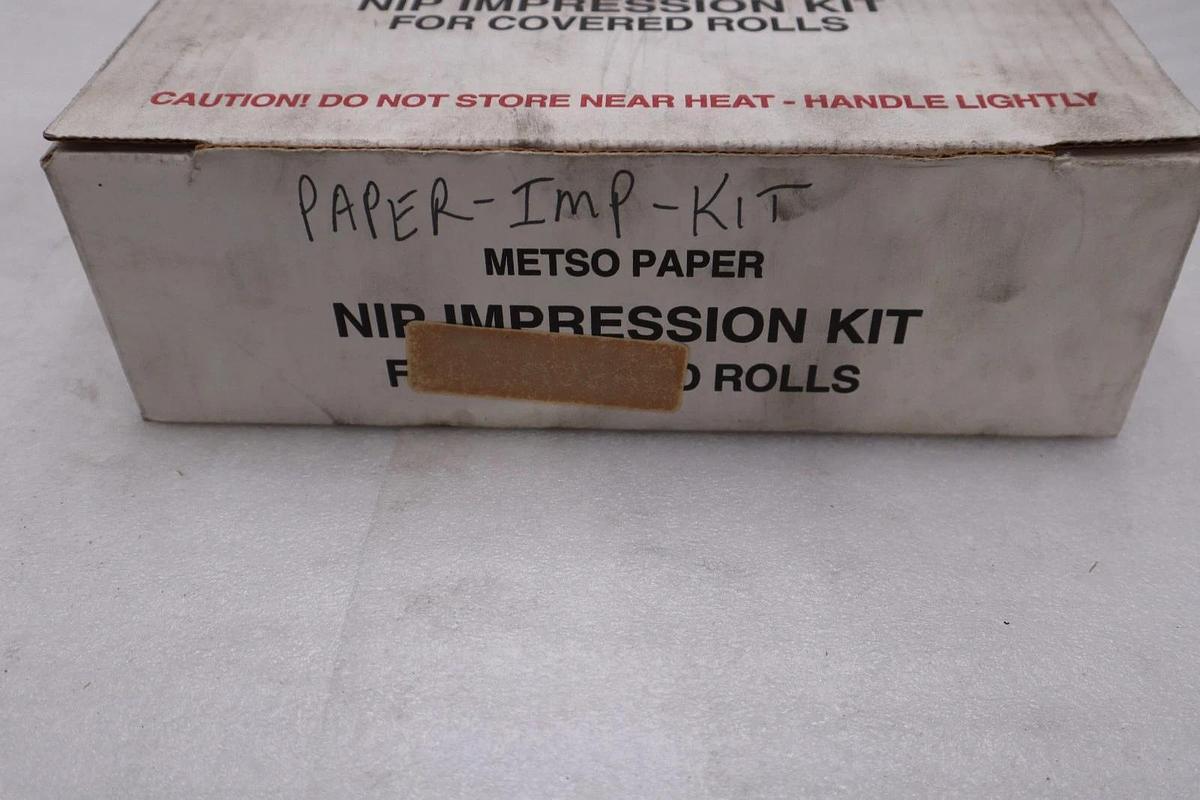 NIP IMPRESSION KIT
FOR COVERED ROLLS
CAUTION! DO NOT STORE NEAR HEAT - HANDLE LIGHTLY
PAPER-IMP-KIT
METSO PAPER
NIP IMPRESSION KIT
ROLLS